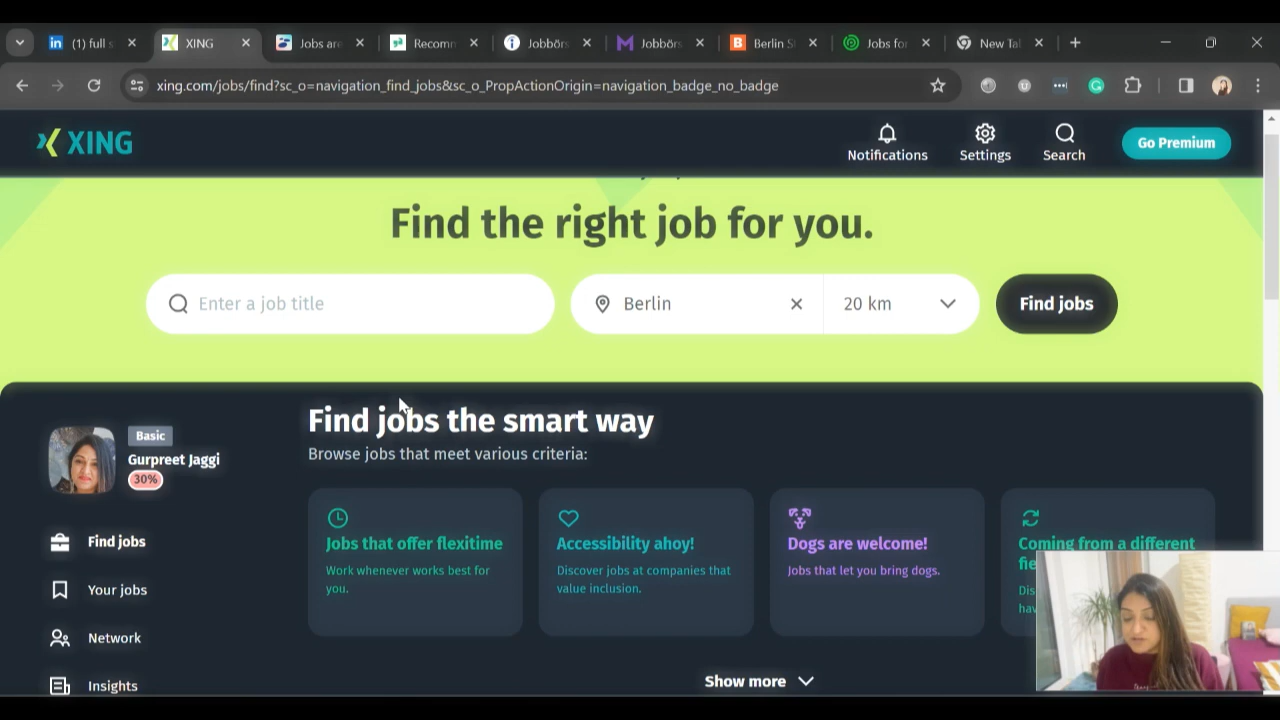 (1) full s
XING
Jobs are
Recomm
Jobbörs
Jobbörs
Berlin S
Jobs for
New Tal
xing.com/jobs/find?sc_o=navigation_find_jobs&sc_o_PropActionOrigin=navigation_badge_no_badge
XING
Notifications
Settings
Search
Go Premium
Find the right job for you.
Enter a job title
Berlin
20 km
Find jobs
Find jobs the smart way
Browse jobs that meet various criteria:
Basic
Gurpreet Jaggi
30%
Find jobs
Your jobs
Network
Insights
Jobs that offer flexitime
Work whenever works best for
you.
Accessibility ahoy!
Discover jobs at companies that
value inclusion.
Dogs are welcome!
Jobs that let you bring dogs.
Coming from a different
fie
Dis
hav
Show more